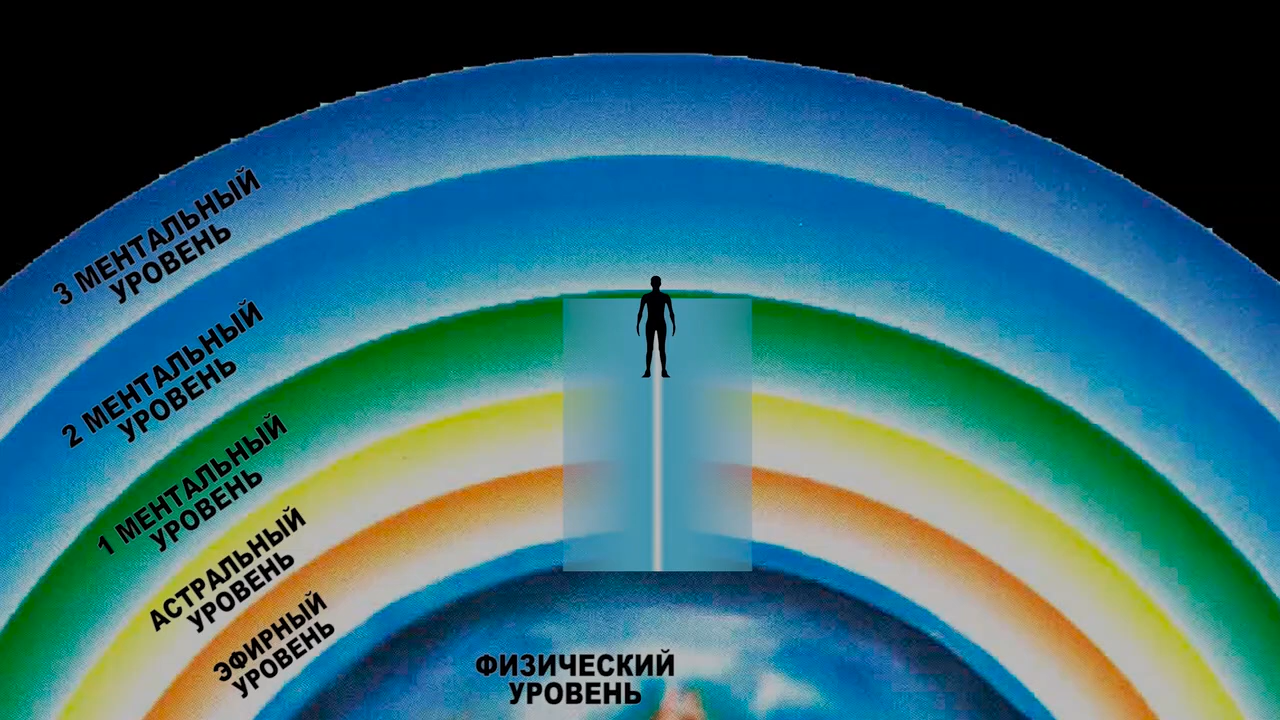 3 МЕНТАЛЬНЫЙ
УРОВЕНЬ
2 МЕНТАЛЬНЫЙ
УРОВЕНЬ
1 МЕНТАЛЬНЫЙ
УРОВЕНЬ
АСТРАЛЬНЫЙ
УРОВЕНЬ
ЭФИРНЫЙ
УРОВЕНЬ
ФИЗИЧЕСКИЙ
УРОВЕНЬ